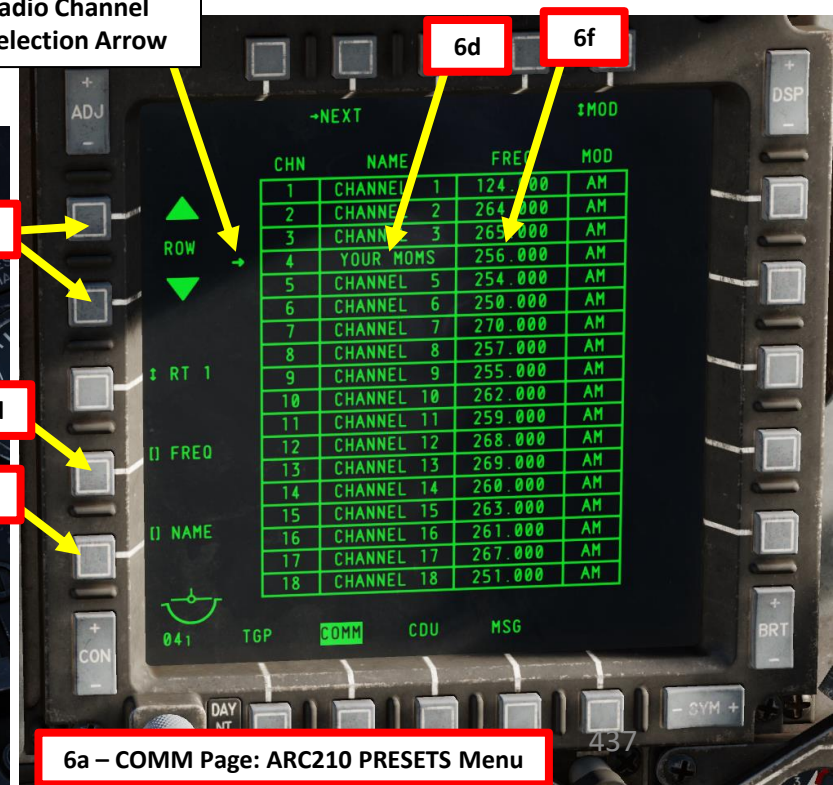 adio Channel
election Arrow
6d
6f
+
ADJ
-
+
DSP
-
→NEXT
↕MOD
CHN NAME FREQ MOD
1 CHANNEL 1 124.000 AM
2 CHANNEL 2 264.000 AM
3 CHANNEL 3 265.000 AM
→ 4 YOUR MOMS 256.000 AM
5 CHANNEL 5 254.000 AM
6 CHANNEL 6 250.000 AM
7 CHANNEL 7 270.000 AM
8 CHANNEL 8 257.000 AM
9 CHANNEL 9 255.000 AM
10 CHANNEL 10 262.000 AM
11 CHANNEL 11 259.000 AM
12 CHANNEL 12 268.000 AM
13 CHANNEL 13 269.000 AM
14 CHANNEL 14 260.000 AM
15 CHANNEL 15 263.000 AM
16 CHANNEL 16 261.000 AM
17 CHANNEL 17 267.000 AM
18 CHANNEL 18 251.000 AM
ROW
↕ RT 1
[] FREQ
[] NAME
041
TGP COMM CDU MSG
+
CON
-
+
BRT
-
DAY
NT
- SYM +
437
6a – COMM Page: ARC210 PRESETS Menu